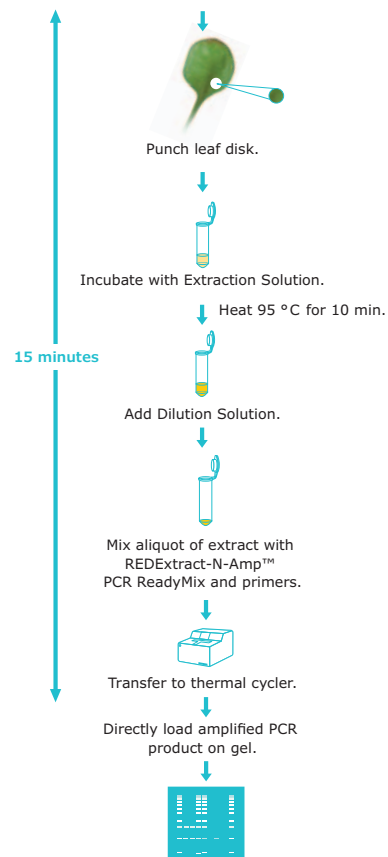 Punch leaf disk.
Incubate with Extraction Solution.
Heat 95 °C for 10 min.
15 minutes
Add Dilution Solution.
Mix aliquot of extract with
REDExtract-N-Amp™
PCR ReadyMix and primers.
Transfer to thermal cycler.
Directly load amplified PCR
product on gel.